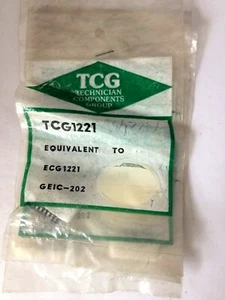 TCG
TECHNICIAN
COMPONENTS
GROUP
TCG1221
EQUIVALENT TO
ECG1221
GEIC-202